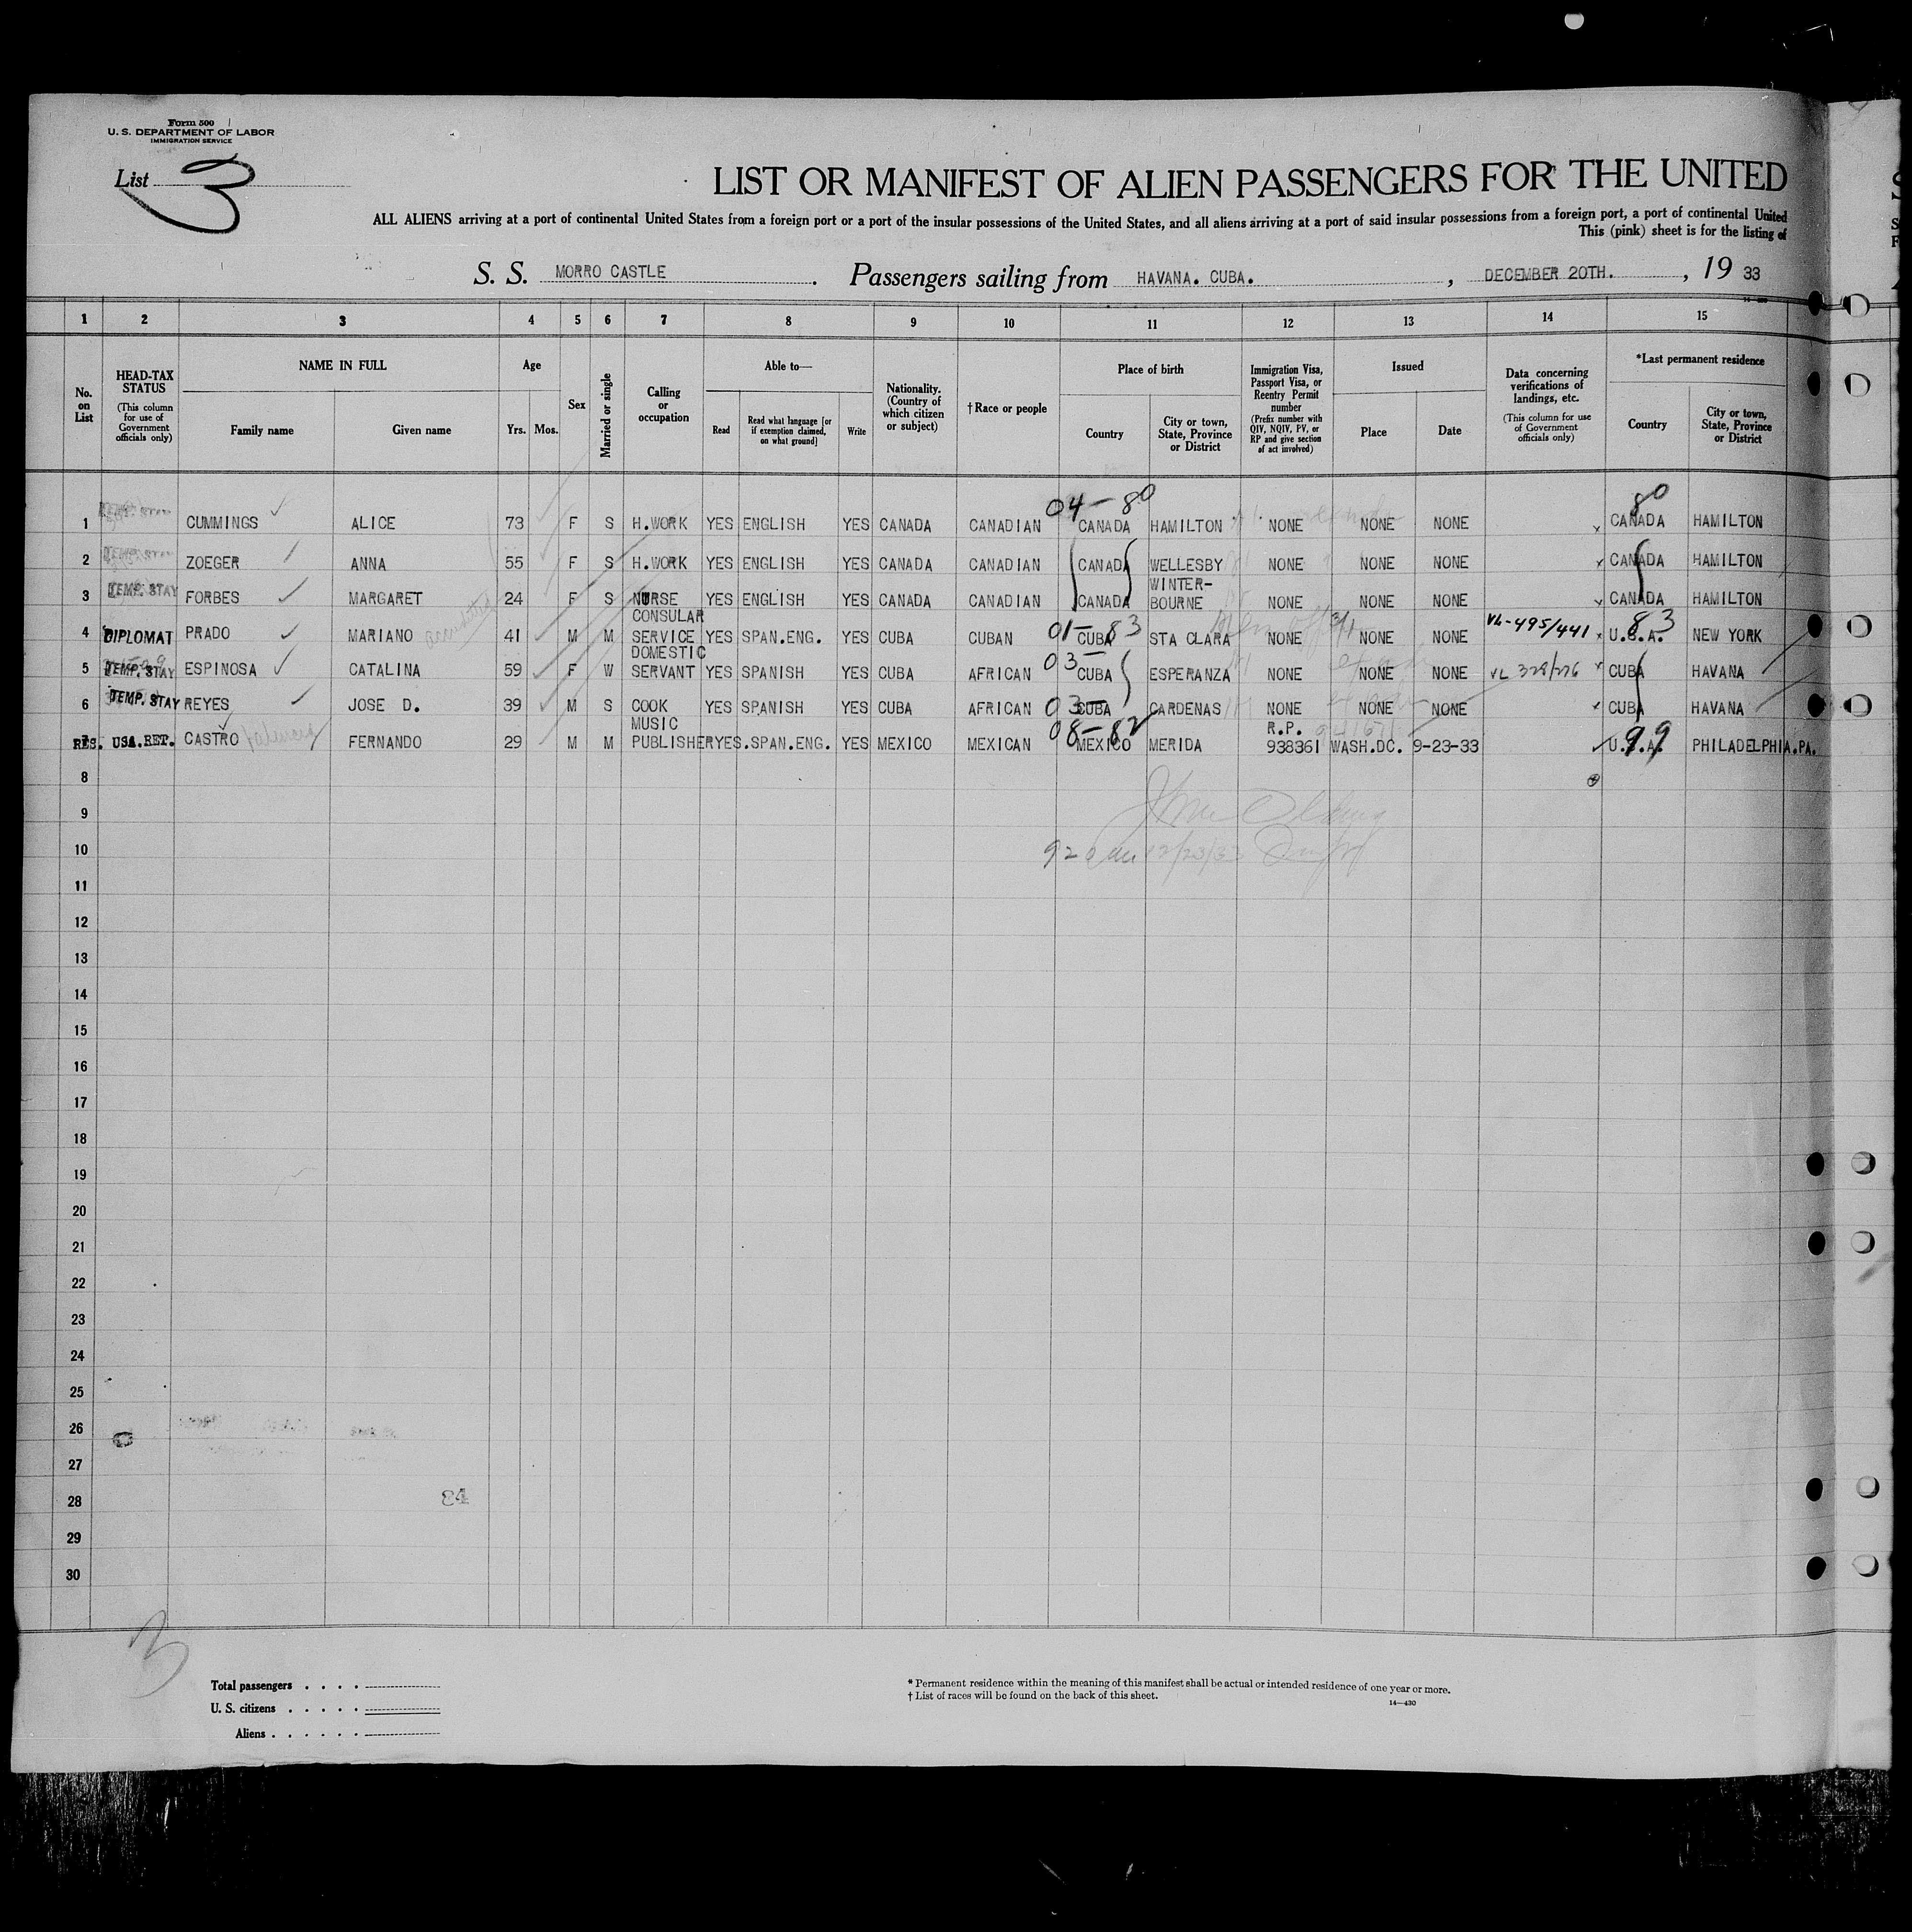 Form 500
U. S. DEPARTMENT OF LABOR
IMMIGRATION SERVICE
List 3
LIST OR MANIFEST OF ALIEN PASSENGERS FOR THE UNITED
ALL ALIENS arriving at a port of continental United States from a foreign port or a port of the insular possessions of the United States, and all aliens arriving at a port of said insular possessions from a foreign port, a port of continental United
This (pink) sheet is for the listing of
S. S. MORRO CASTLE. Passengers sailing from HAVANA. CUBA. , DECEMBER 20TH. , 19 33
1 2 3 4 5 6 7 8 9 10 11 12 13 14 15
No. on List
HEAD-TAX STATUS
(This column for use of Government officials only)
NAME IN FULL
Family name Given name
Age
Yrs. Mos.
Sex
Married or single
Calling or occupation
Able to—
Read
Read what language [or if exemption claimed, on what ground]
Write
Nationality. (Country of which citizen or subject)
† Race or people
Place of birth
Country
City or town, State, Province or District
Immigration Visa, Passport Visa, or Reentry Permit number
(Prefix number with QIV, NQIV, PV, or RP and give section of act involved)
Issued
Place Date
Data concerning verifications of landings, etc.
(This column for use of Government officials only)
*Last permanent residence
Country
City or town, State, Province or District
04-80 80
1 TEMP. STAY CUMMINGS ALICE 73 F S H.WORK YES ENGLISH YES CANADA CANADIAN CANADA HAMILTON NONE NONE NONE CANADA HAMILTON
2 TEMP. STAY ZOEGER ANNA 55 F S H.WORK YES ENGLISH YES CANADA CANADIAN CANADA WELLESBY NONE NONE NONE CANADA HAMILTON
3 TEMP. STAY FORBES MARGARET 24 F S NURSE YES ENGLISH YES CANADA CANADIAN CANADA WINTER-BOURNE NONE NONE NONE CANADA HAMILTON
4 DIPLOMAT PRADO MARIANO 41 M M CONSULAR SERVICE YES SPAN.ENG. YES CUBA CUBAN 01-83 CUBA STA CLARA NONE 3/1 NONE NONE VL-495/441 83 U.S.A. NEW YORK
5 TEMP. STAY ESPINOSA CATALINA 59 F W DOMESTIC SERVANT YES SPANISH YES CUBA AFRICAN 03- CUBA ESPERANZA NONE NONE NONE VL 328/276 CUBA HAVANA
6 TEMP. STAY REYES JOSE D. 39 M S COOK YES SPANISH YES CUBA AFRICAN 03- CUBA CARDENAS NONE NONE NONE CUBA HAVANA
7 RES. USA.RET. CASTRO FERNANDO 29 M M MUSIC PUBLISHER YES.SPAN.ENG. YES MEXICO MEXICAN 08-82 MEXICO MERIDA R.P. 938361 WASH.DC. 9-23-33 99 U.S.A. PHILADELPHIA.PA.
8
9
10
11
12
13
14
15
16
17
18
19
20
21
22
23
24
25
26
27
28
29
30
3
Total passengers
U. S. citizens
Aliens
* Permanent residence within the meaning of this manifest shall be actual or intended residence of one year or more.
† List of races will be found on the back of this sheet.
14—430